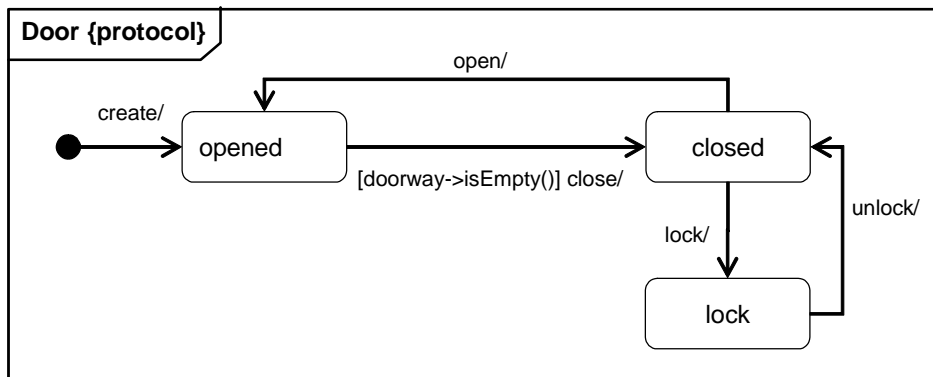 Door {protocol}
open/
create/
opened
closed
[doorway->isEmpty()] close/
unlock/
lock/
lock